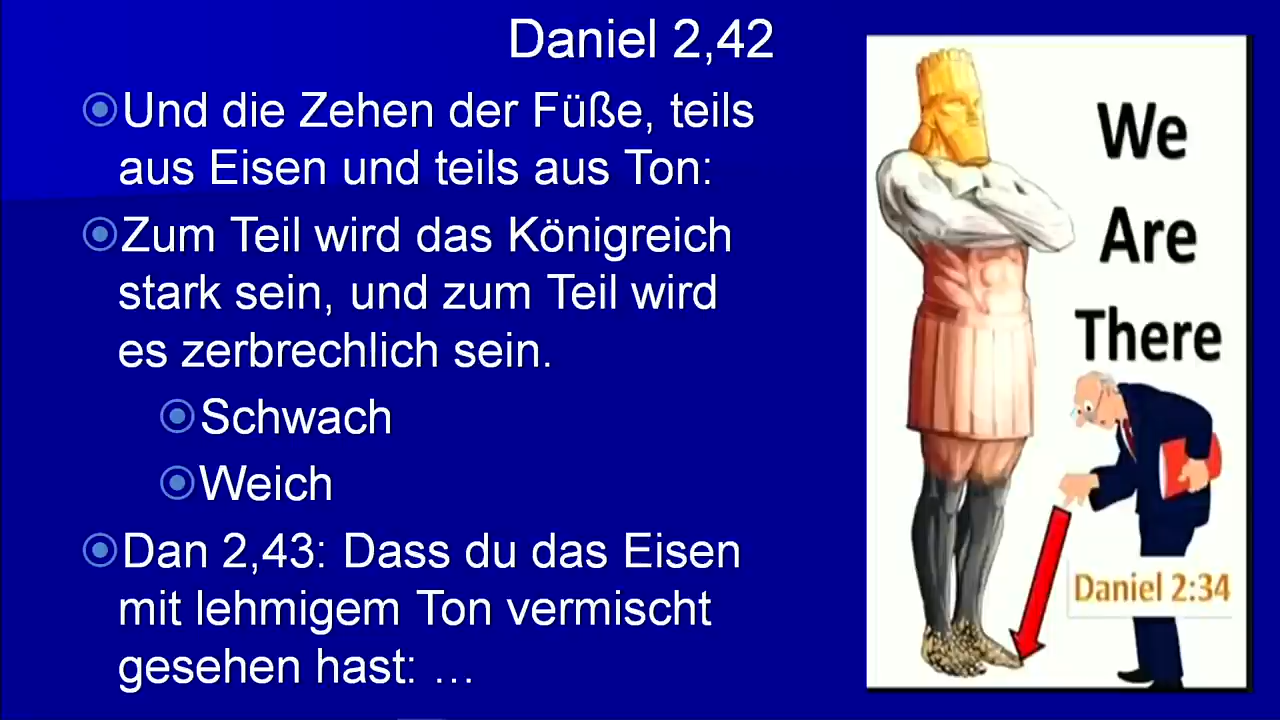 Daniel 2,42
Und die Zehen der Füße, teils
aus Eisen und teils aus Ton:
Zum Teil wird das Königreich
stark sein, und zum Teil wird
es zerbrechlich sein.
Schwach
Weich
Dan 2,43: Dass du das Eisen
mit lehmigem Ton vermischt
gesehen hast: …
We
Are
There
Daniel 2:34